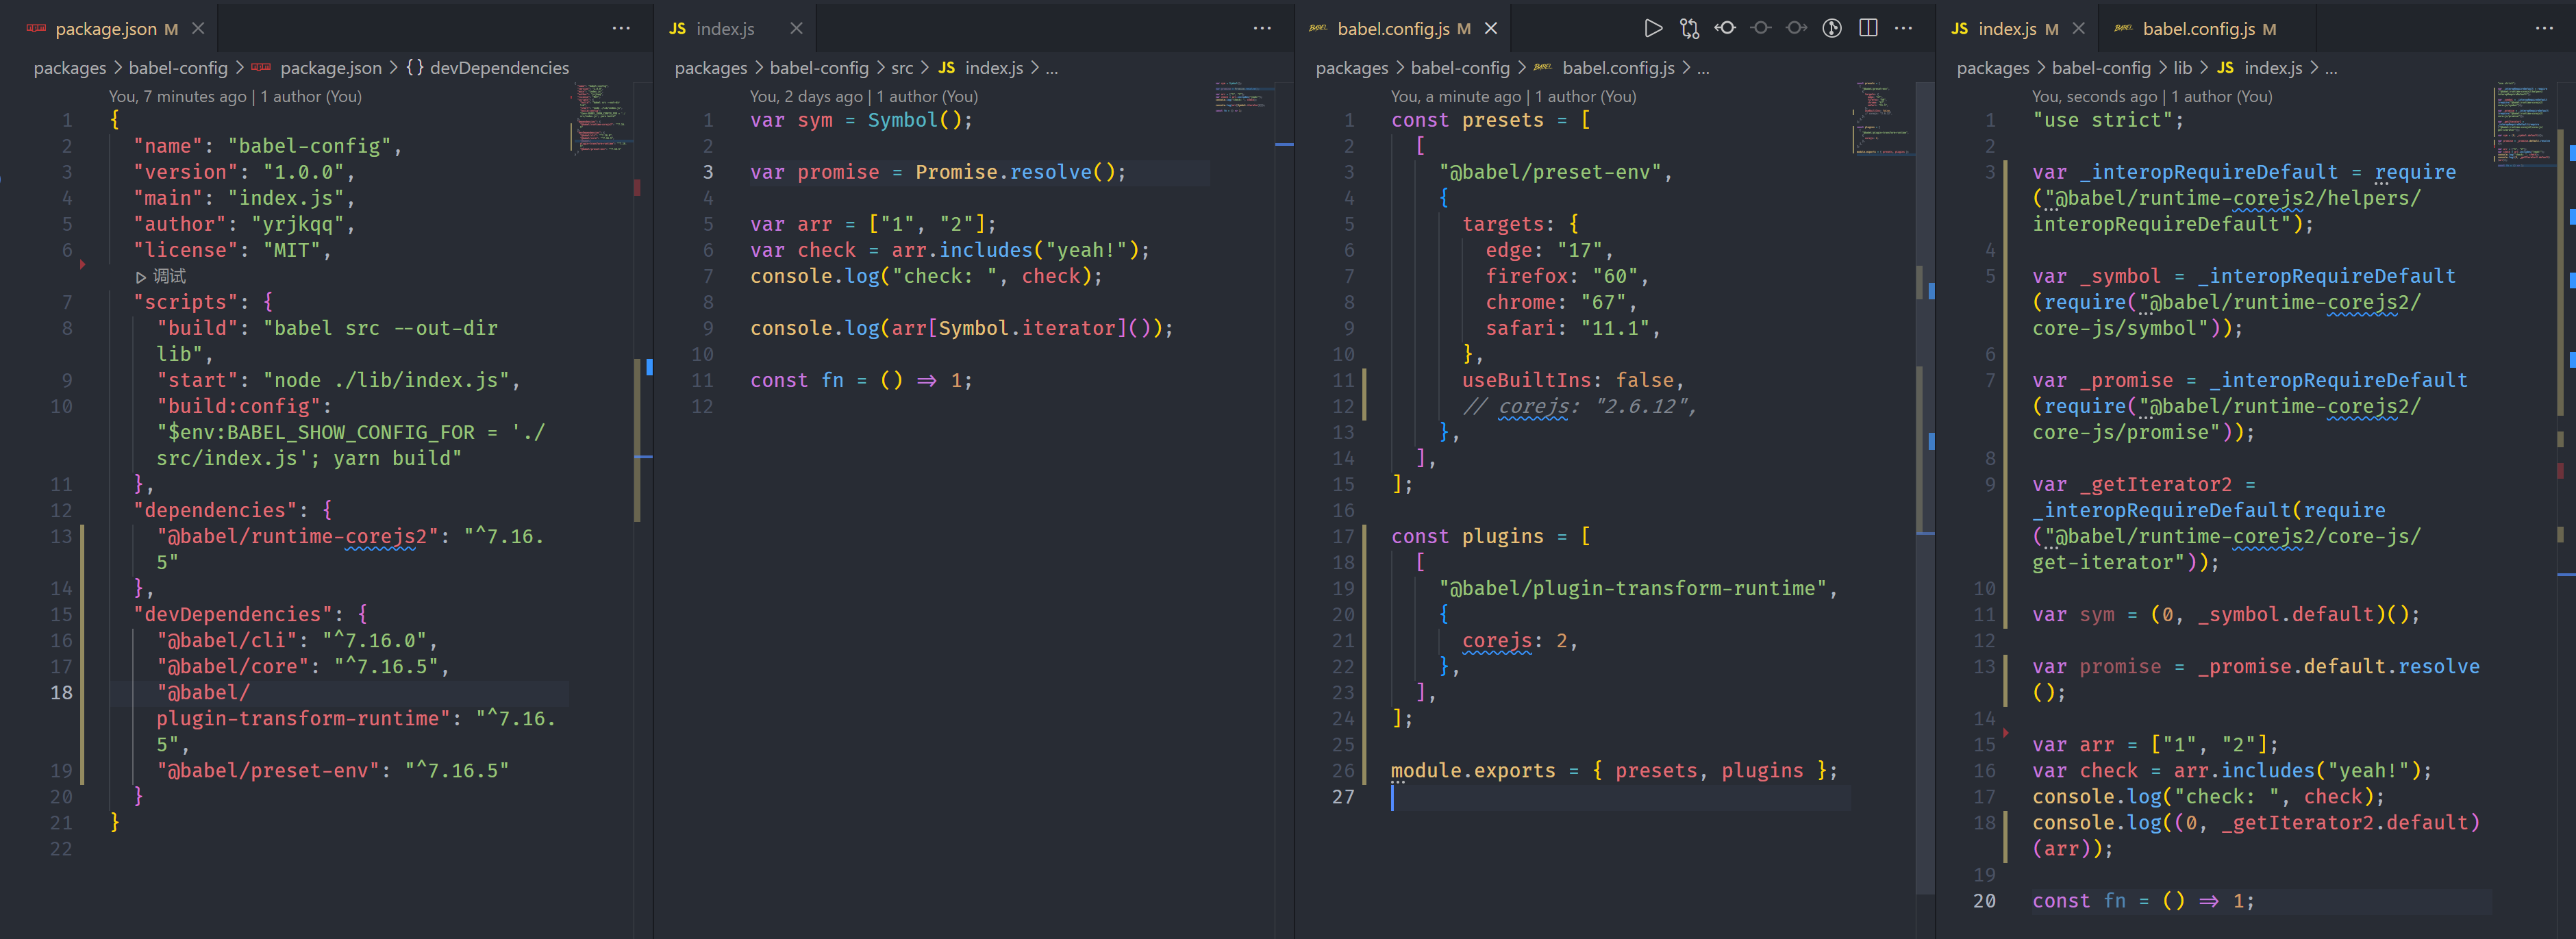 package.json M
packages > babel-config > package.json > {} devDependencies
You, 7 minutes ago | 1 author (You)
1 {
2 "name": "babel-config",
3 "version": "1.0.0",
4 "main": "index.js",
5 "author": "yrjkqq",
6 "license": "MIT",
调试
7 "scripts": {
8 "build": "babel src --out-dir
lib",
9 "start": "node ./lib/index.js",
10 "build:config":
"$env:BABEL_SHOW_CONFIG_FOR = './
src/index.js'; yarn build"
11 },
12 "dependencies": {
13 "@babel/runtime-corejs2": "^7.16.
5"
14 },
15 "devDependencies": {
16 "@babel/cli": "^7.16.0",
17 "@babel/core": "^7.16.5",
18 "@babel/
plugin-transform-runtime": "^7.16.
5",
19 "@babel/preset-env": "^7.16.5"
20 }
21 }
22
JS index.js
packages > babel-config > src > JS index.js > ...
You, 2 days ago | 1 author (You)
1 var sym = Symbol();
2
3 var promise = Promise.resolve();
4
5 var arr = ["1", "2"];
6 var check = arr.includes("yeah!");
7 console.log("check: ", check);
8
9 console.log(arr[Symbol.iterator]());
10
11 const fn = () => 1;
12
BABEL babel.config.js M
packages > babel-config > BABEL babel.config.js > ...
You, a minute ago | 1 author (You)
1 const presets = [
2 [
3 "@babel/preset-env",
4 {
5 targets: {
6 edge: "17",
7 firefox: "60",
8 chrome: "67",
9 safari: "11.1",
10 },
11 useBuiltIns: false,
12 // corejs: "2.6.12",
13 },
14 ],
15 ];
16
17 const plugins = [
18 [
19 "@babel/plugin-transform-runtime",
20 {
21 corejs: 2,
22 },
23 ],
24 ];
25
26 module.exports = { presets, plugins };
27
JS index.js M BABEL babel.config.js M
packages > babel-config > lib > JS index.js > ...
You, seconds ago | 1 author (You)
1 "use strict";
2
3 var _interopRequireDefault = require
("@babel/runtime-corejs2/helpers/
interopRequireDefault");
4
5 var _symbol = _interopRequireDefault
(require("@babel/runtime-corejs2/
core-js/symbol"));
6
7 var _promise = _interopRequireDefault
(require("@babel/runtime-corejs2/
core-js/promise"));
8
9 var _getIterator2 =
_interopRequireDefault(require
("@babel/runtime-corejs2/core-js/
get-iterator"));
10
11 var sym = (0, _symbol.default)();
12
13 var promise = _promise.default.resolve
();
14
15 var arr = ["1", "2"];
16 var check = arr.includes("yeah!");
17 console.log("check: ", check);
18 console.log((0, _getIterator2.default)
(arr));
19
20 const fn = () => 1;